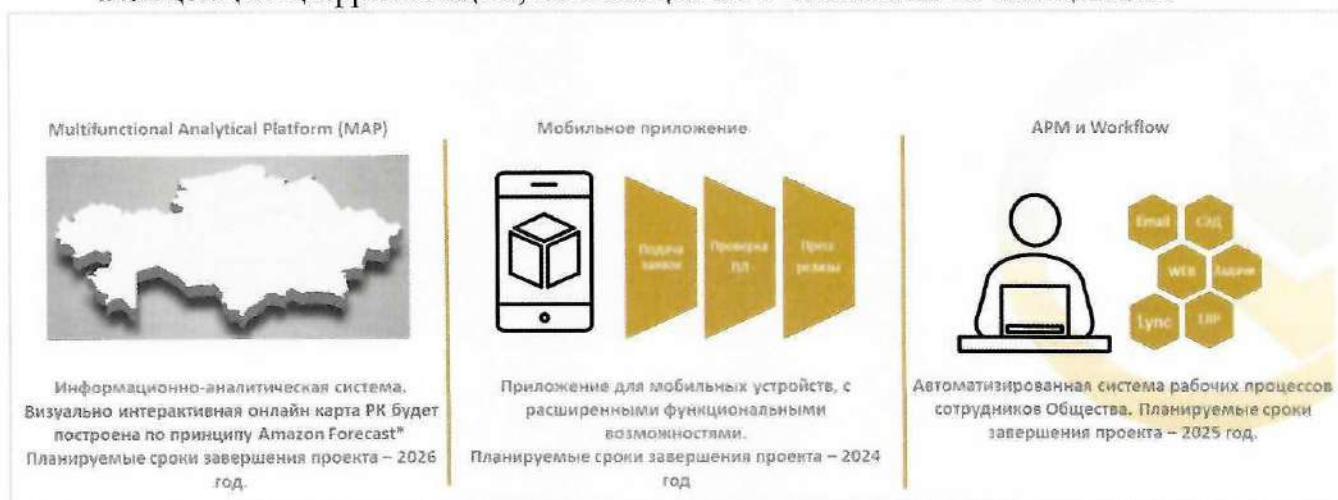 Multifunctional Analytical Platform (MAP)
Информационно-аналитическая система.
Визуально интерактивная онлайн карта РК будет
построена по принципу Amazon Forecast*
Планируемые сроки завершения проекта – 2026
год.
Мобильное приложение
Подача
заявок
Проверка
ПЛ
Пресс
релизы
Приложение для мобильных устройств, с
расширенными функциональными
возможностями.
Планируемые сроки завершения проекта – 2024
год
АРМ и Workflow
Email
СЭД
WEB
Задачи
Lync
ERP
Автоматизированная система рабочих процессов
сотрудников Общества. Планируемые сроки
завершения проекта – 2025 год.